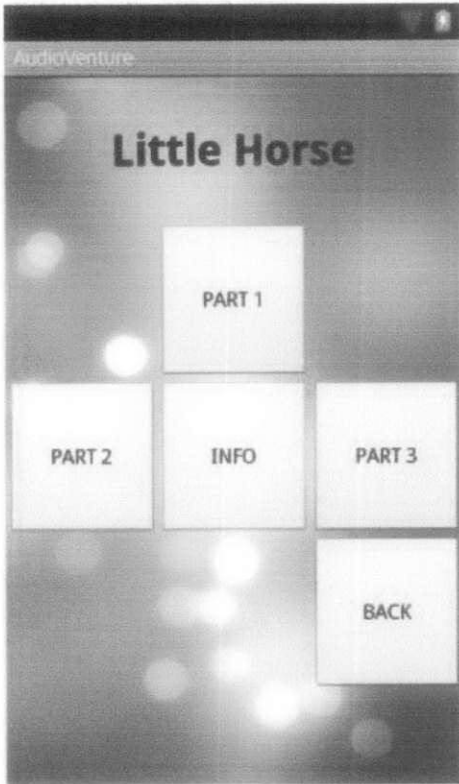 AudioVenture
Little Horse
PART 1
PART 2
INFO
PART 3
BACK